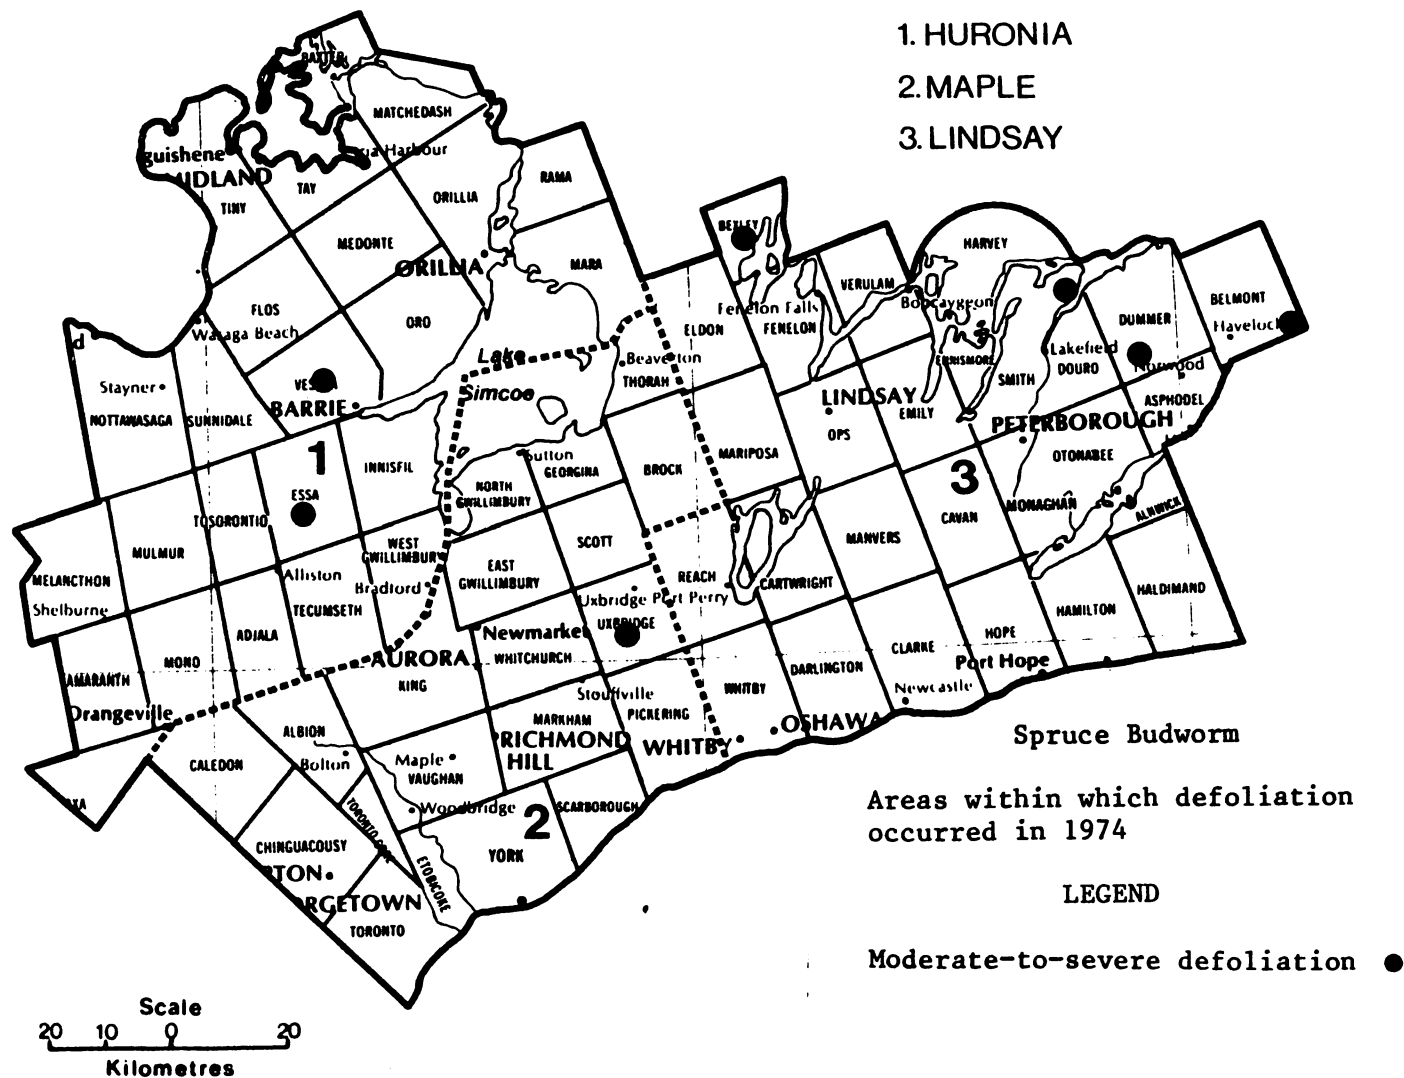 1. HURONIA
2. MAPLE
3. LINDSAY
BAXTER
MATCHEDASH
guishene
Harbour
MIDLAND
TAY
TINY
ORILLIA
RAMA
MEDONTE
ORILLIA
MARA
FLOS
Wasaga Beach
ORO
BEXLEY
HARVEY
VERULAM
Bobcaygeon
BELMONT
Havelock
Fenelon Falls
FENELON
ELDON
DUMMER
d
Stayner
NOTTAWASAGA
SUNNIDALE
BARRIE
Lake
Simcoe
Beaverton
THORAH
ENNISMORE
SMITH
Lakefield
DOURO
Norwood
ASPHODEL
LINDSAY
EMILY
OPS
PETERBOROUGH
1
INNISFIL
Sutton
GEORGINA
BROCK
MARIPOSA
3
OTONABEE
ESSA
NORTH
GWILLIMBURY
CAVAN
MONAGHAN
ALNWICK
TOSORONTIO
MULMUR
WEST
GWILLIMBURY
SCOTT
MANVERS
MELANCTHON
Shelburne
Alliston
TECUMSETH
Bradford
EAST
GWILLIMBURY
REACH
Uxbridge
Port Perry
CARTWRIGHT
UXBRIDGE
HALDIMAND
HAMILTON
ADJALA
MONO
Newmarket
WHITCHURCH
HOPE
CLARKE
Port Hope
AMARANTH
AURORA
KING
DARLINGTON
WHITBY
Newcastle
Orangeville
Stouffville
PICKERING
MARKHAM
ALBION
OSHAWA
RICHMOND
HILL
WHITBY
CALEDON
Bolton
Maple
VAUGHAN
Woodbridge
SCARBOROUGH
2
YORK
CHINGUACOUSY
TON
ETOBICOKE
RGETOWN
TORONTO
Spruce Budworm
Areas within which defoliation
occurred in 1974
LEGEND
Moderate-to-severe defoliation
Scale
20 10 0 20
Kilometres